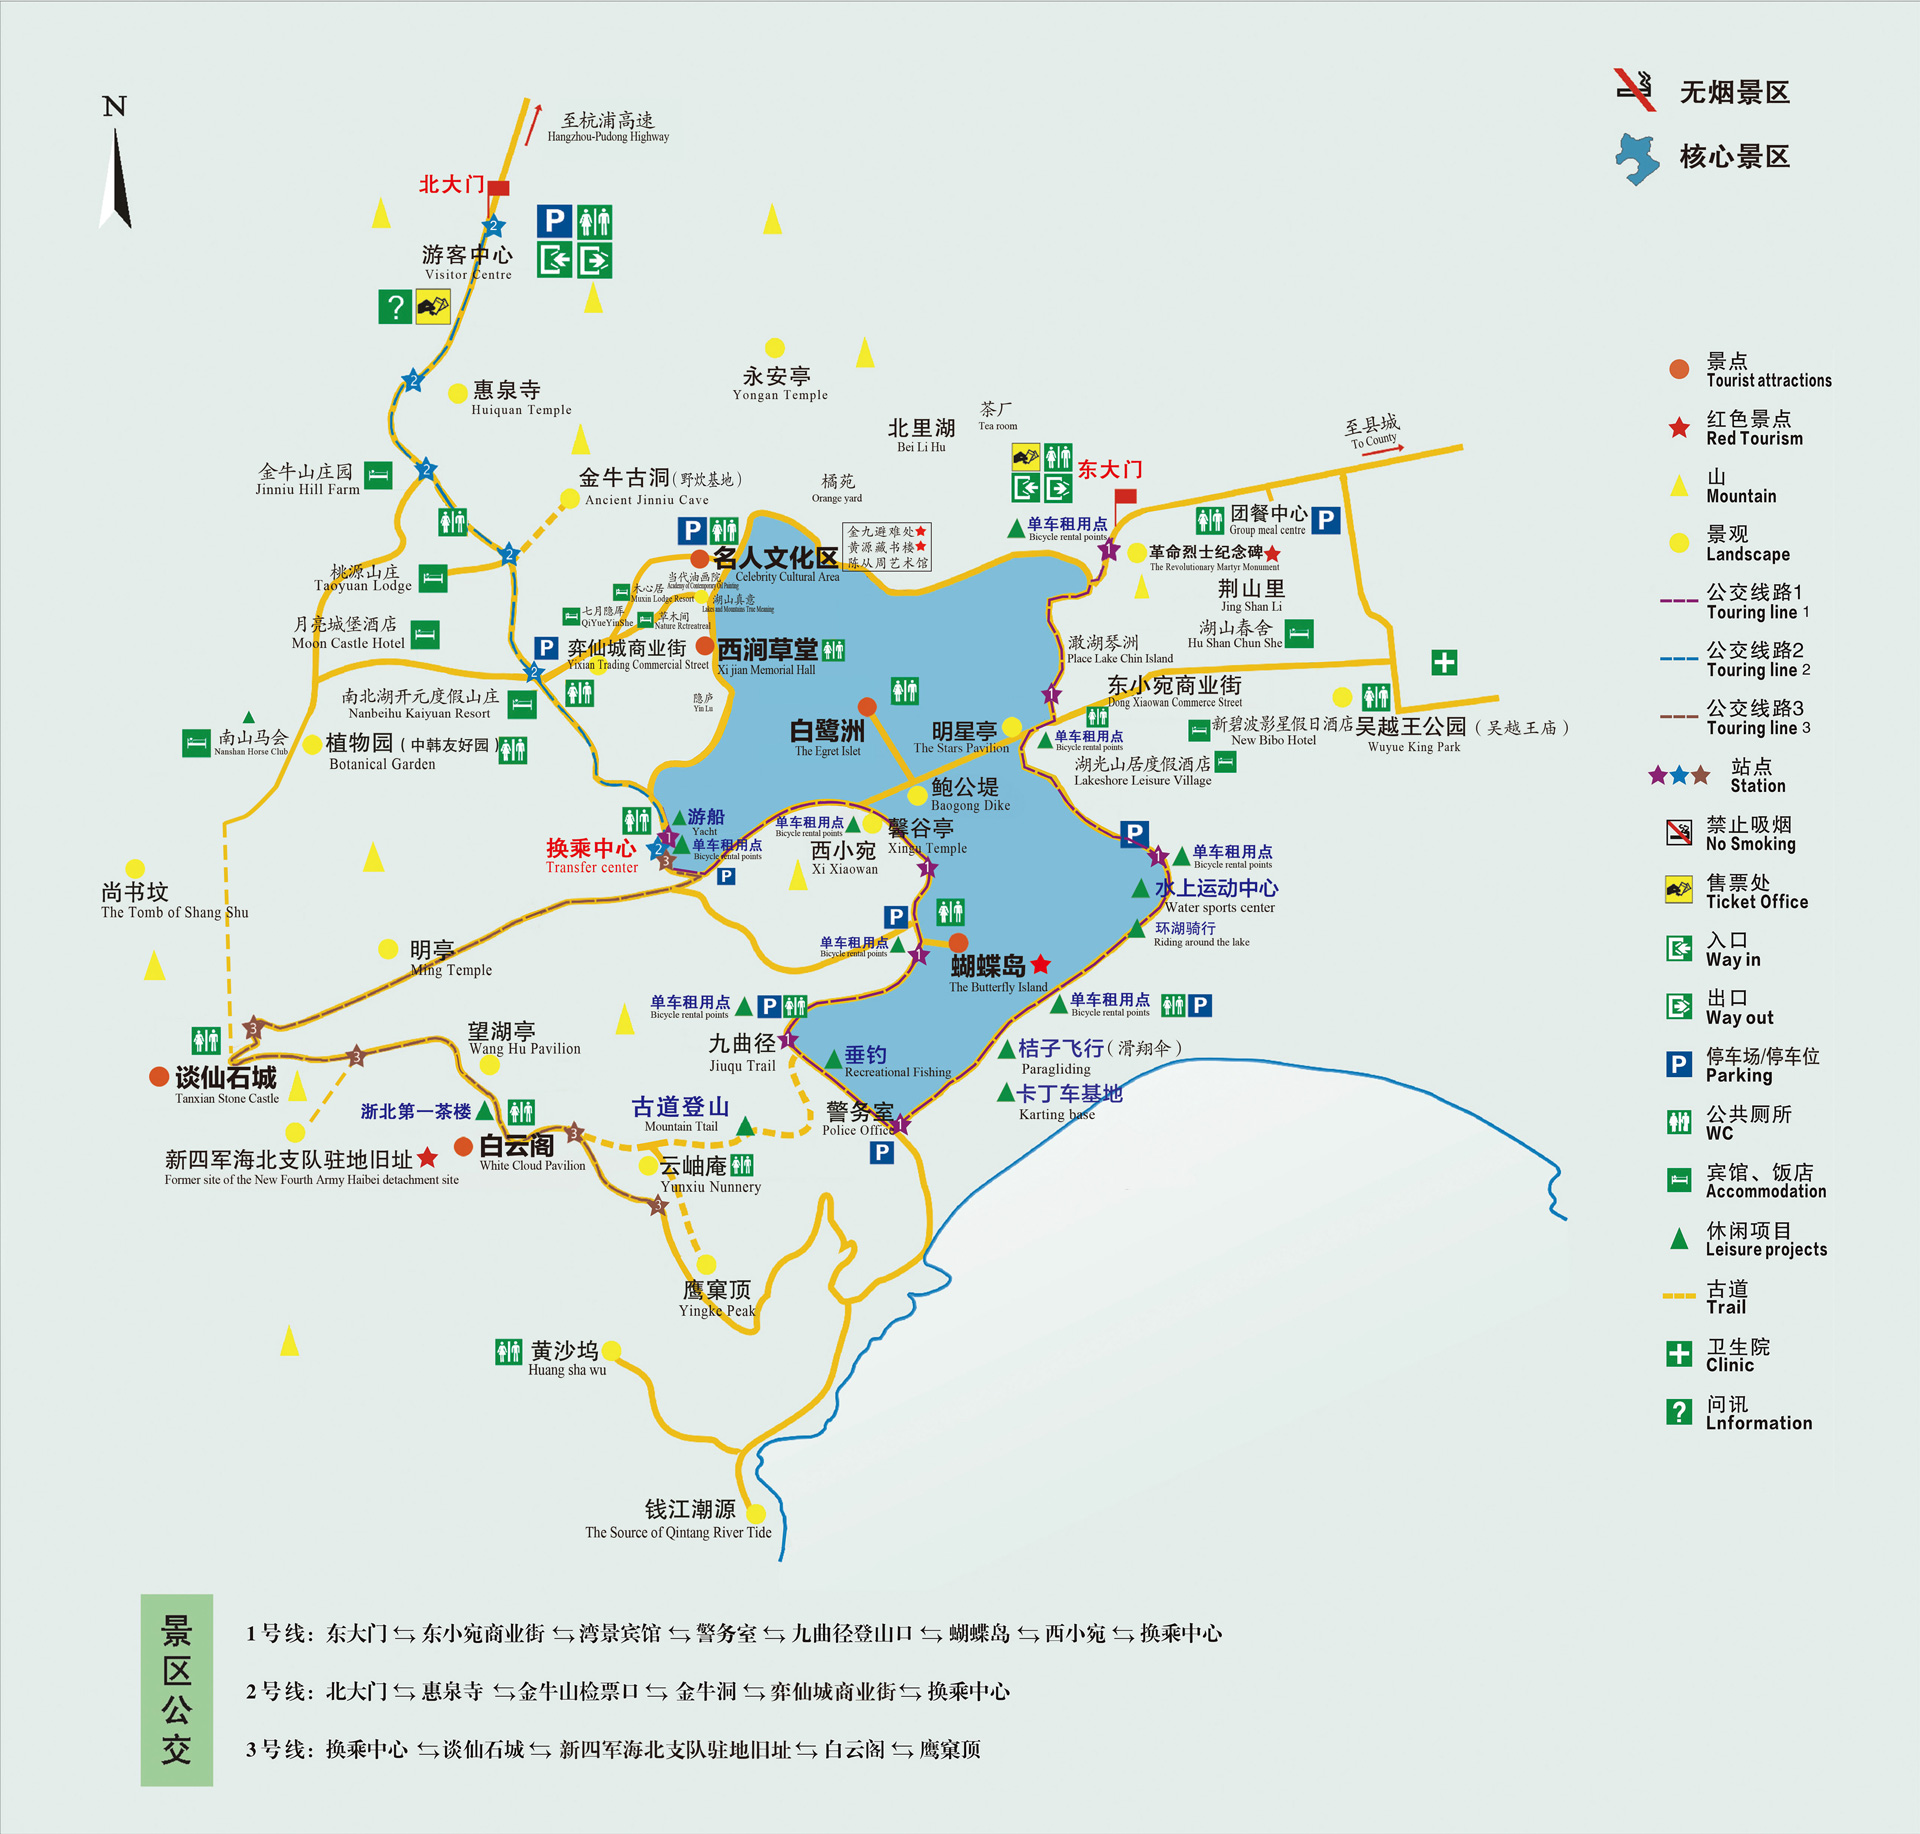 N
无烟景区
核心景区
至杭浦高速
Hangzhou-Pudong Highway
北大门
2
游客中心
Visitor Centre
P
?
2
惠泉寺
Huiquan Temple
永安亭
Yongan Temple
北里湖
Bei Li Hu
茶厂
Tea room
至县城
To County
东大门
2
金牛山庄园
Jinniu Hill Farm
金牛古洞(野炊基地)
Ancient Jinniu Cave
橘苑
Orange yard
单车租用点
Bicycle rental points
团餐中心
Group meal centre
P
P
金九避难处
黄源藏书楼
陈从周艺术馆
名人文化区
Celebrity Cultural Area
1
革命烈士纪念碑
The Revolutionary Martyr Monument
2
桃源山庄
Taoyuan Lodge
当代油画院
Academy of Contemporary Oil Painting
木心居
Muxin Lodge Resort
湖山真意
Lakes and Mountains True Meaning
七月隐厍
QiYueYinShe
草木间
Nature Rctreatreal
荆山里
Jing Shan Li
月亮城堡酒店
Moon Castle Hotel
湖山春舍
Hu Shan Chun She
P
弈仙城商业街
Yixian Trading Commercial Street
西涧草堂
Xi jian Memorial Hall
澉湖琴洲
Place Lake Chin Island
2
南北湖开元度假山庄
Nanbeihu Kaiyuan Resort
隐庐
Yin Lu
1
东小宛商业街
Dong Xiaowan Commerce Street
白鹭洲
The Egret Islet
明星亭
The Stars Pavilion
单车租用点
Bicycle rental points
新碧波影星假日酒店
New Bibo Hotel
吴越王公园(吴越王庙)
Wuyue King Park
南山马会
Nanshan Horse Club
植物园(中韩友好园)
Botanical Garden
湖光山居度假酒店
Lakeshore Leisure Village
鲍公堤
Baogong Dike
游船
Yacht
1
2
3
单车租用点
Bicycle rental points
换乘中心
Transfer center
P
单车租用点
Bicycle rental points
馨谷亭
Xingu Temple
西小宛
Xi Xiaowan
1
P
1
单车租用点
Bicycle rental points
水上运动中心
Water sports center
环湖骑行
Riding around the lake
尚书坟
The Tomb of Shang Shu
明亭
Ming Temple
P
单车租用点
Bicycle rental points
1
蝴蝶岛
The Butterfly Island
单车租用点
Bicycle rental points
P
单车租用点
Bicycle rental points
P
3
望湖亭
Wang Hu Pavilion
九曲径
Jiuqu Trail
1
垂钓
Recreational Fishing
桔子飞行(滑翔伞)
Paragliding
卡丁车基地
Karting base
3
谈仙石城
Tanxian Stone Castle
浙北第一茶楼
古道登山
Mountain Ttail
警务室
Police Office
1
P
新四军海北支队驻地旧址
Former site of the New Fourth Army Haibei detachment site
白云阁
White Cloud Pavilion
3
云岫庵
Yunxiu Nunnery
3
鹰窠顶
Yingke Peak
黄沙坞
Huang sha wu
钱江潮源
The Source of Qintang River Tide
景点
Tourist attractions
红色景点
Red Tourism
山
Mountain
景观
Landscape
公交线路1
Touring line 1
公交线路2
Touring line 2
公交线路3
Touring line 3
站点
Station
禁止吸烟
No Smoking
售票处
Ticket Office
入口
Way in
出口
Way out
P
停车场/停车位
Parking
公共厕所
WC
宾馆、饭店
Accommodation
休闲项目
Leisure projects
古道
Trail
卫生院
Clinic
?
问讯
Lnformation
景区公交
1号线：东大门⇆东小宛商业街⇆湾景宾馆⇆警务室⇆九曲径登山口⇆蝴蝶岛⇆西小宛⇆换乘中心
2号线：北大门⇆惠泉寺⇆金牛山检票口⇆金牛洞⇆弈仙城商业街⇆换乘中心
3号线：换乘中心⇆谈仙石城⇆新四军海北支队驻地旧址⇆白云阁⇆鹰窠顶